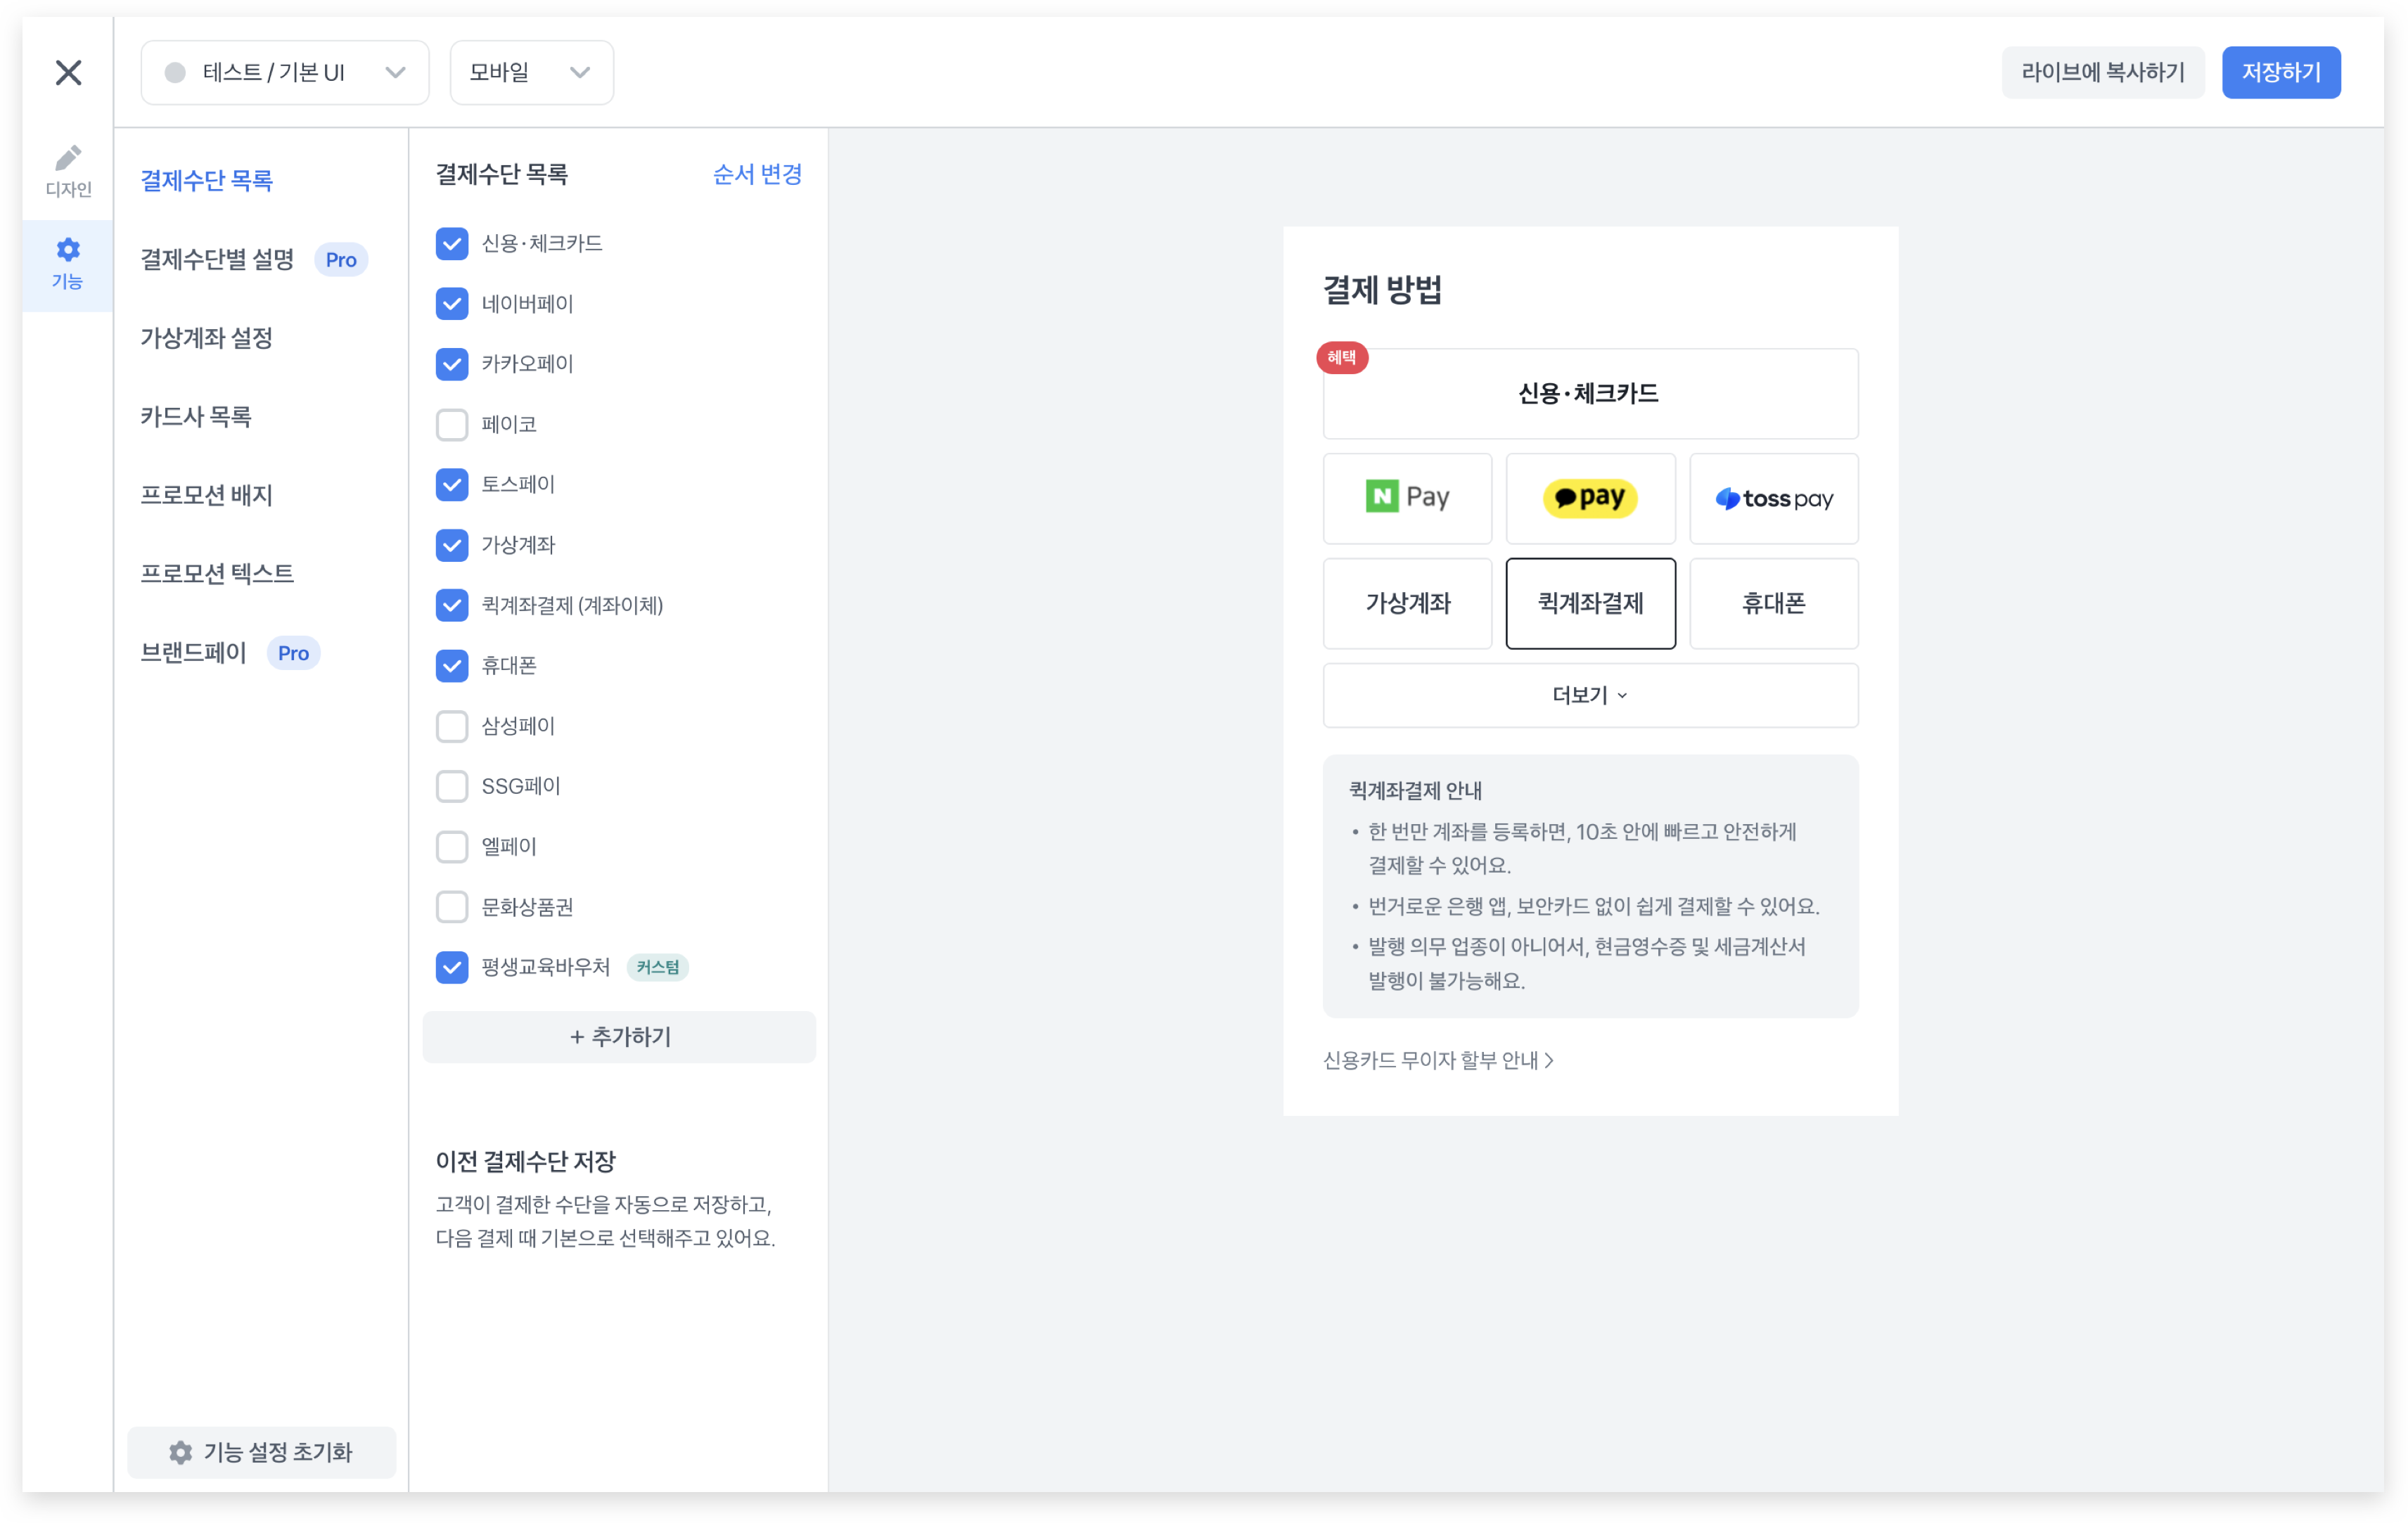 테스트 / 기본 UI
모바일
라이브에 복사하기
저장하기
디자인
기능
결제수단 목록
결제수단별 설명 Pro
가상계좌 설정
카드사 목록
프로모션 배지
프로모션 텍스트
브랜드페이 Pro
기능 설정 초기화
결제수단 목록 순서 변경
신용·체크카드
네이버페이
카카오페이
페이코
토스페이
가상계좌
퀵계좌결제 (계좌이체)
휴대폰
삼성페이
SSG페이
엘페이
문화상품권
평생교육바우처 커스텀
+ 추가하기
이전 결제수단 저장
고객이 결제한 수단을 자동으로 저장하고,
다음 결제 때 기본으로 선택해주고 있어요.
결제 방법
혜택
신용·체크카드
N Pay
pay
toss pay
가상계좌
퀵계좌결제
휴대폰
더보기
퀵계좌결제 안내
• 한 번만 계좌를 등록하면, 10초 안에 빠르고 안전하게
결제할 수 있어요.
• 번거로운 은행 앱, 보안카드 없이 쉽게 결제할 수 있어요.
• 발행 의무 업종이 아니어서, 현금영수증 및 세금계산서
발행이 불가능해요.
신용카드 무이자 할부 안내 >